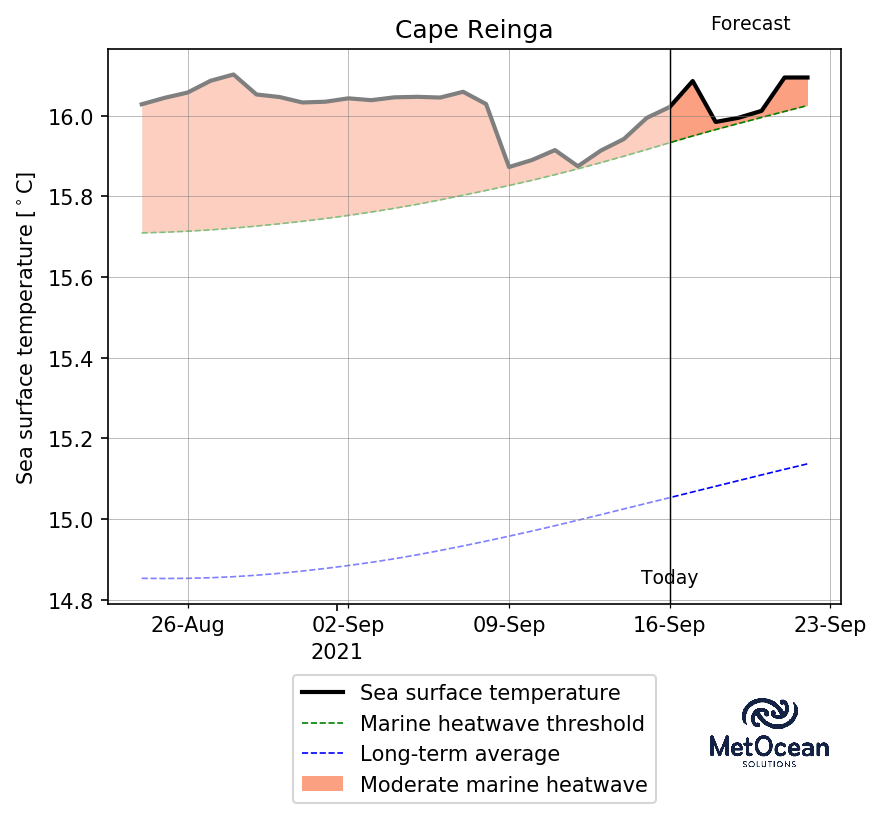 Forecast
Cape Reinga
Sea surface temperature [°C]
16.0
15.8
15.6
15.4
15.2
15.0
14.8
Today
26-Aug 02-Sep 09-Sep 16-Sep 23-Sep
2021
Sea surface temperature
Marine heatwave threshold
Long-term average
Moderate marine heatwave
MetOcean
SOLUTIONS